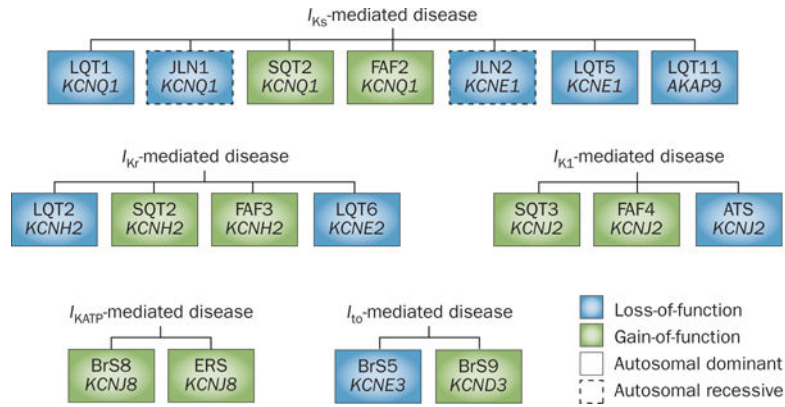 IKs-mediated disease
LQT1 JLN1 SQT2 FAF2 JLN2 LQT5 LQT11
KCNQ1 KCNQ1 KCNQ1 KCNQ1 KCNE1 KCNE1 AKAP9
IKr-mediated disease IK1-mediated disease
LQT2 SQT2 FAF3 LQT6 SQT3 FAF4 ATS
KCNH2 KCNH2 KCNH2 KCNE2 KCNJ2 KCNJ2 KCNJ2
IKATP-mediated disease Ito-mediated disease
BrS8 ERS BrS5 BrS9
KCNJ8 KCNJ8 KCNE3 KCND3
Loss-of-function
Gain-of-function
Autosomal dominant
Autosomal recessive